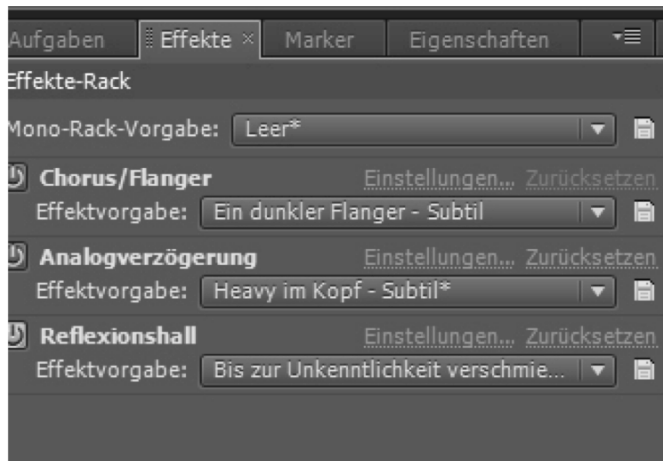 Aufgaben Effekte × Marker Eigenschaften
Effekte-Rack
Mono-Rack-Vorgabe: Leer*
Chorus/Flanger Einstellungen... Zurücksetzen
Effektvorgabe: Ein dunkler Flanger - Subtil
Analogverzögerung Einstellungen... Zurücksetzen
Effektvorgabe: Heavy im Kopf - Subtil*
Reflexionshall Einstellungen... Zurücksetzen
Effektvorgabe: Bis zur Unkenntlichkeit verschmie...